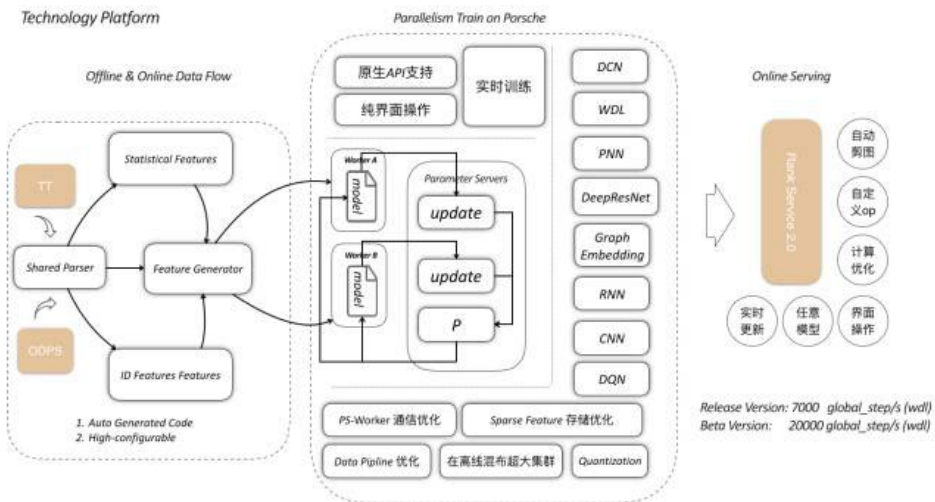 Technology Platform
Parallelism Train on Porsche
Offline & Online Data Flow
Online Serving
TT
Statistical Features
Shared Parser
Feature Generator
ODPS
ID Features Features
1. Auto Generated Code
2. High-configurable
原生API支持
纯界面操作
实时训练
Worker A
model
Worker B
model
Parameter Servers
update
update
P
DCN
WDL
PNN
DeepResNet
Graph
Embedding
RNN
CNN
DQN
PS-Worker 通信优化
Sparse Feature 存储优化
Data Pipline 优化
在离线混布超大集群
Quantization
Rank Service 2.0
自动
剪图
自定
义op
计算
优化
实时
更新
任意
模型
界面
操作
Release Version: 7000 global_step/s (wdl)
Beta Version: 20000 global_step/s (wdl)